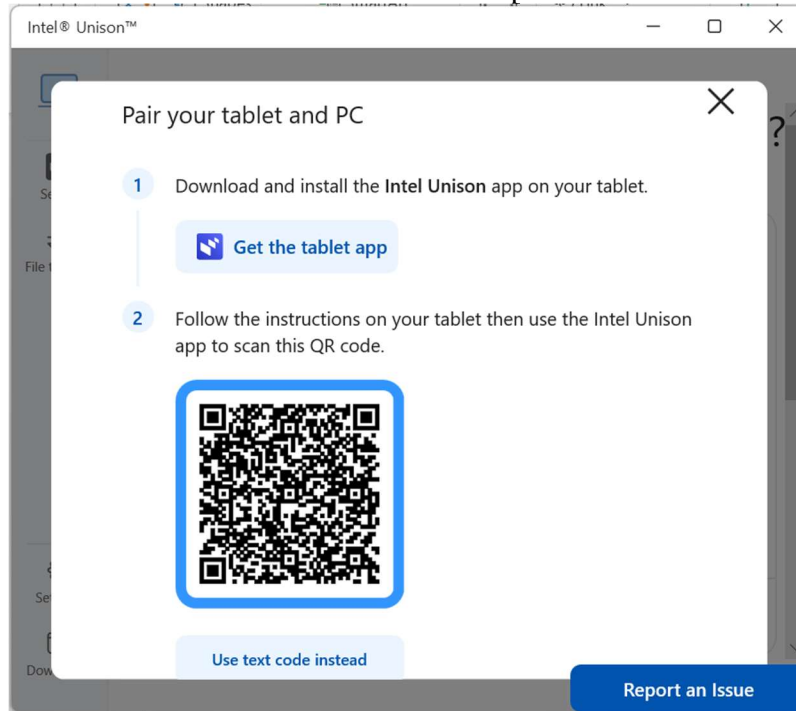 Intel® Unison™
Pair your tablet and PC
?
1
Download and install the Intel Unison app on your tablet.
Get the tablet app
2
Follow the instructions on your tablet then use the Intel Unison
app to scan this QR code.
Use text code instead
Report an Issue